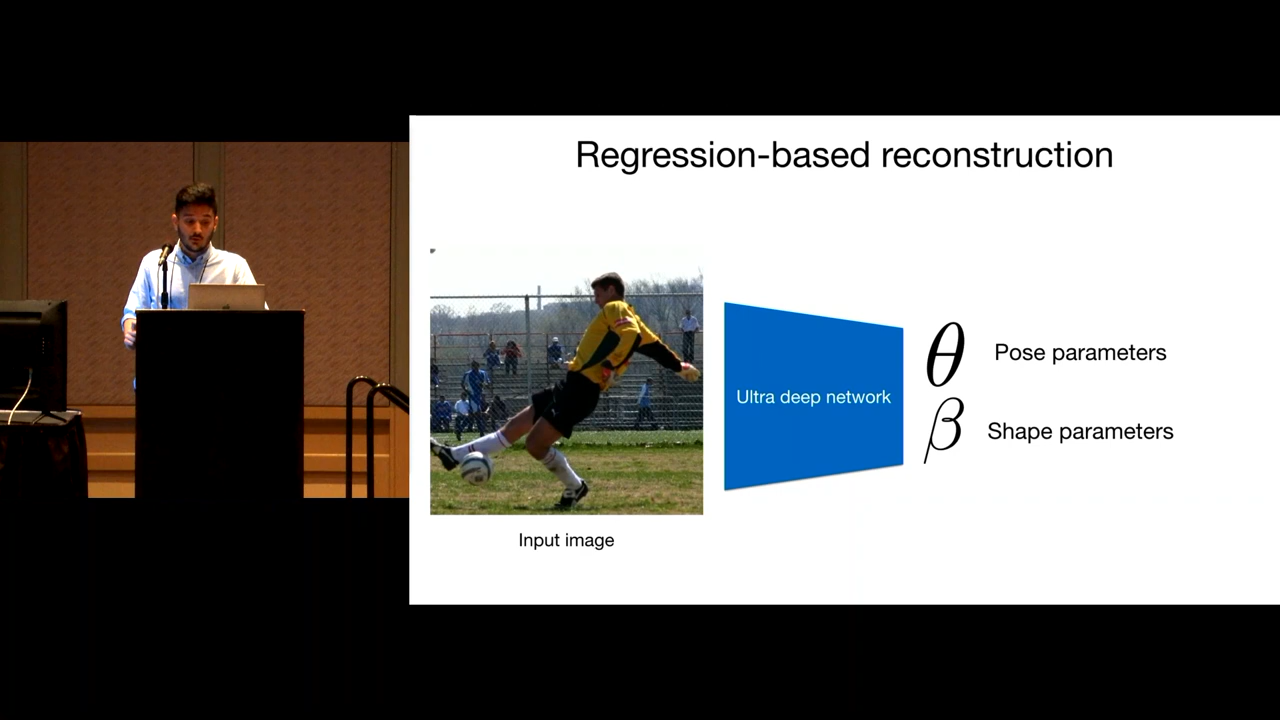 Regression-based reconstruction
Ultra deep network
θ Pose parameters
β Shape parameters
Input image